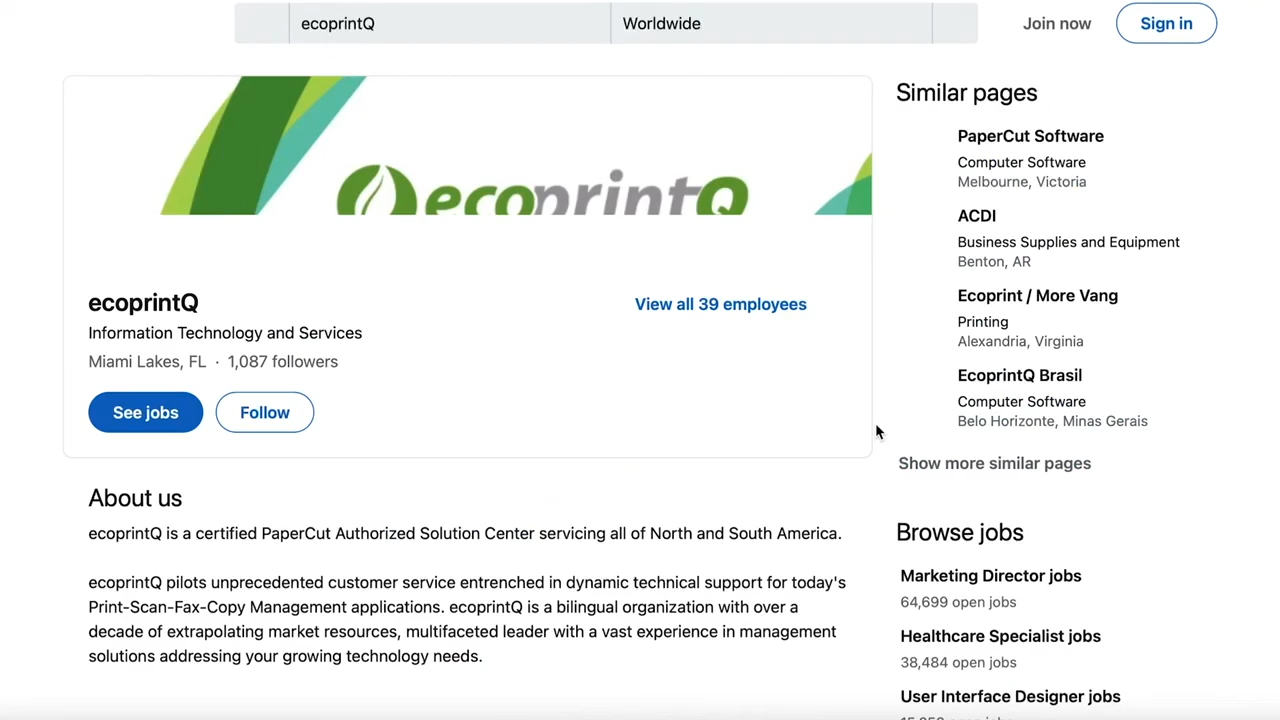 ecoprintQ
Worldwide
Join now
Sign in
ecoprintQ
ecoprintQ
View all 39 employees
Information Technology and Services
Miami Lakes, FL · 1,087 followers
See jobs
Follow
About us
ecoprintQ is a certified PaperCut Authorized Solution Center servicing all of North and South America.
ecoprintQ pilots unprecedented customer service entrenched in dynamic technical support for today's
Print-Scan-Fax-Copy Management applications. ecoprintQ is a bilingual organization with over a
decade of extrapolating market resources, multifaceted leader with a vast experience in management
solutions addressing your growing technology needs.
Similar pages
PaperCut Software
Computer Software
Melbourne, Victoria
ACDI
Business Supplies and Equipment
Benton, AR
Ecoprint / More Vang
Printing
Alexandria, Virginia
EcoprintQ Brasil
Computer Software
Belo Horizonte, Minas Gerais
Show more similar pages
Browse jobs
Marketing Director jobs
64,699 open jobs
Healthcare Specialist jobs
38,484 open jobs
User Interface Designer jobs